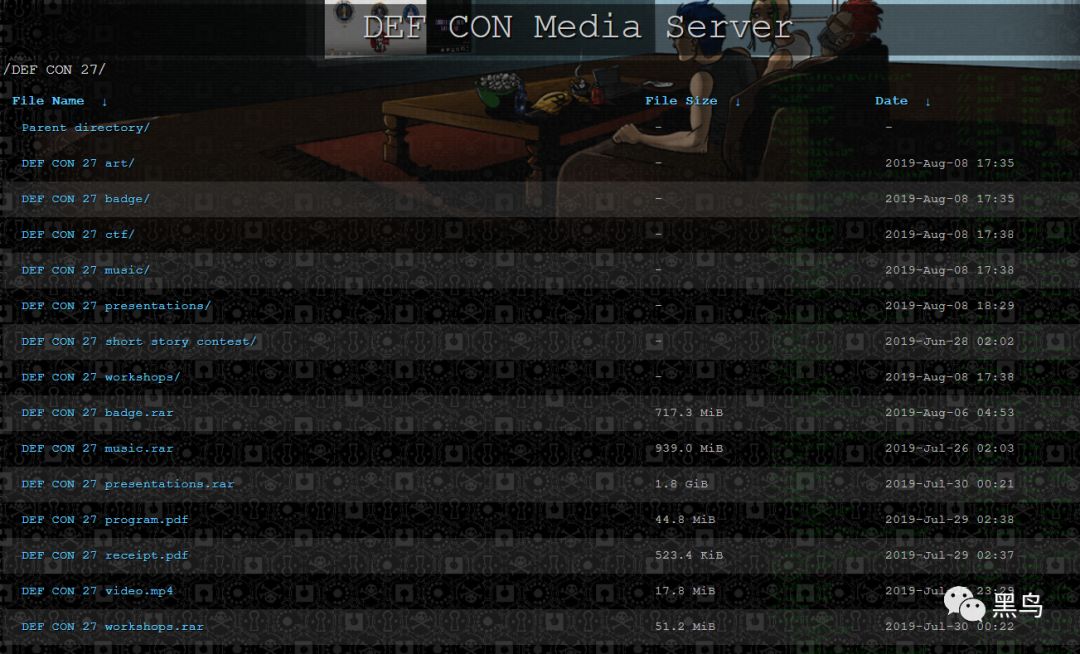 DEF CON Media Server
/DEF CON 27/
File Name ↓ File Size ↓ Date ↓
Parent directory/ - -
DEF CON 27 art/ - 2019-Aug-08 17:35
DEF CON 27 badge/ - 2019-Aug-08 17:35
DEF CON 27 ctf/ - 2019-Aug-08 17:38
DEF CON 27 music/ - 2019-Aug-08 17:38
DEF CON 27 presentations/ - 2019-Aug-08 18:29
DEF CON 27 short story contest/ - 2019-Jun-28 02:02
DEF CON 27 workshops/ - 2019-Aug-08 17:38
DEF CON 27 badge.rar 717.3 MiB 2019-Aug-06 04:53
DEF CON 27 music.rar 939.0 MiB 2019-Jul-26 02:03
DEF CON 27 presentations.rar 1.8 GiB 2019-Jul-30 00:21
DEF CON 27 program.pdf 44.8 MiB 2019-Jul-29 02:38
DEF CON 27 receipt.pdf 523.4 KiB 2019-Jul-29 02:37
DEF CON 27 video.mp4 17.8 MiB
黑鸟
DEF CON 27 workshops.rar 51.2 MiB 2019-Jul-30 00:22